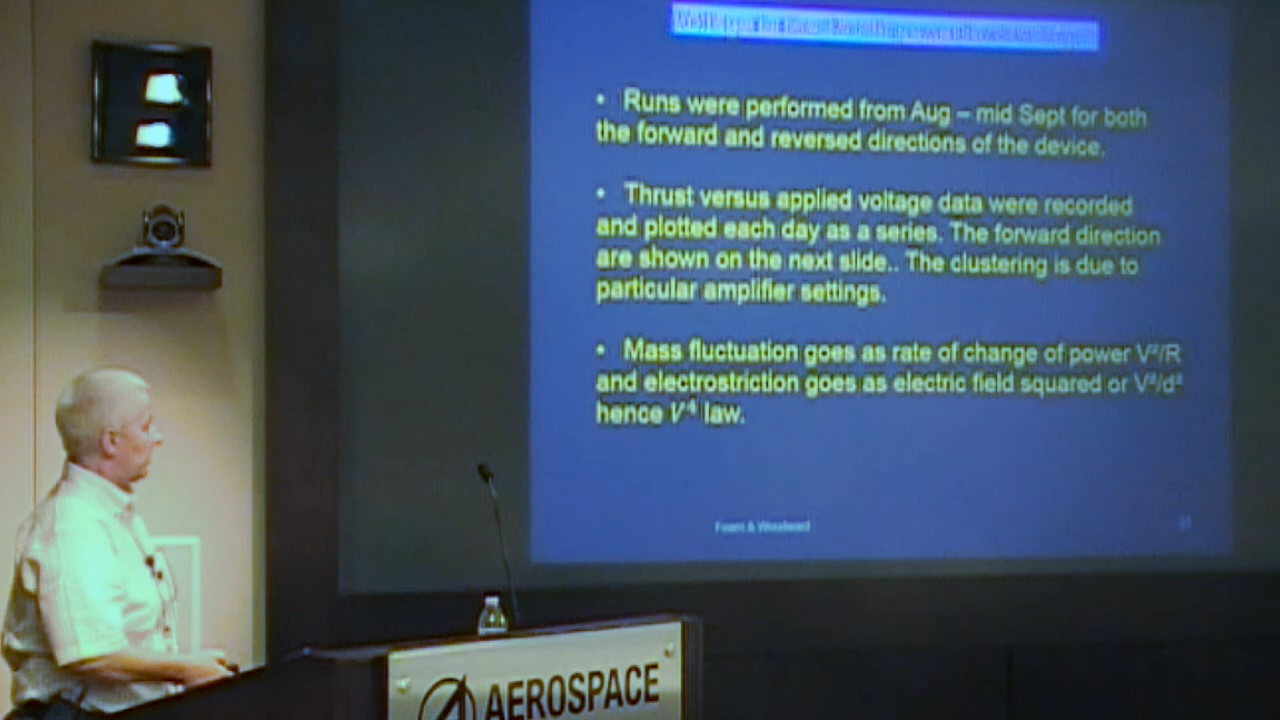 • Runs were performed from Aug – mid Sept for both
the forward and reversed directions of the device.
• Thrust versus applied voltage data were recorded
and plotted each day as a series. The forward direction
are shown on the next slide.. The clustering is due to
particular amplifier settings.
• Mass fluctuation goes as rate of change of power V²/R
and electrostriction goes as electric field squared or V²/d²
hence V⁴ law.
& Woodward
AEROSPACE